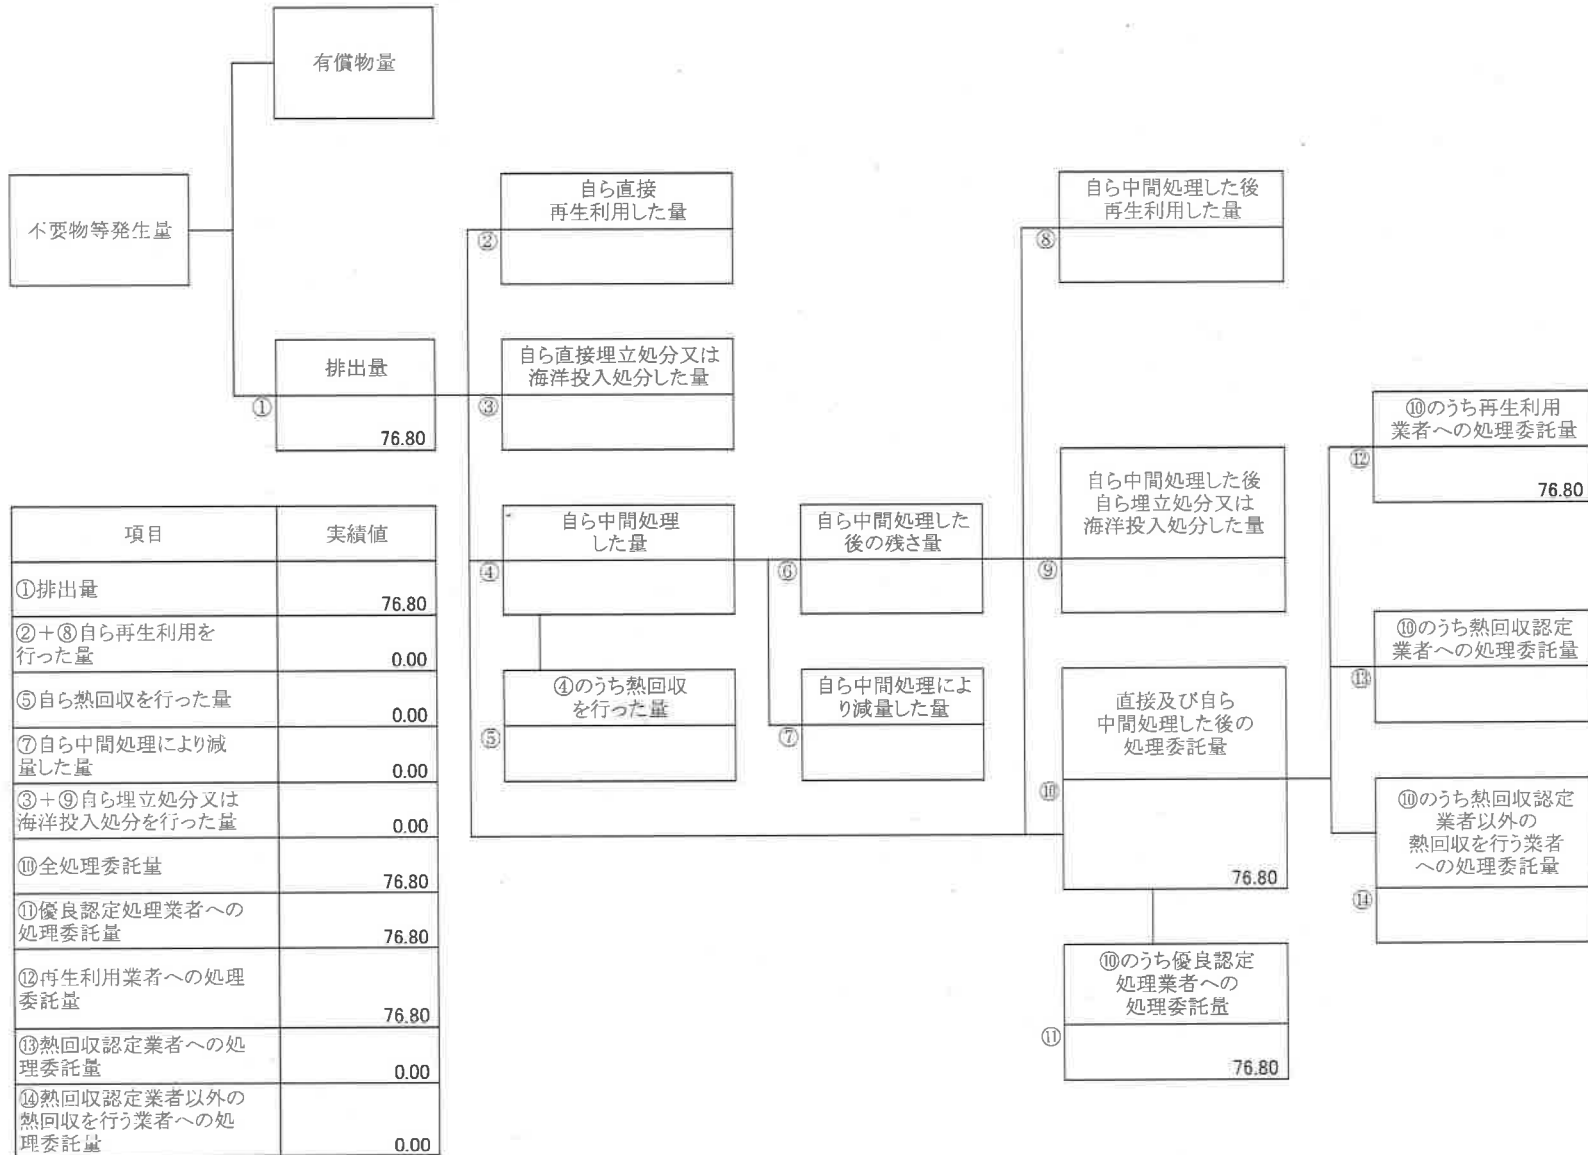 有償物量
不要物等発生量
排出量
①
76.80
自ら直接
再生利用した量
②
自ら直接埋立処分又は
海洋投入処分した量
③
自ら中間処理
した量
④
④のうち熱回収
を行った量
⑤
自ら中間処理した
後の残さ量
⑥
自ら中間処理によ
り減量した量
⑦
自ら中間処理した後
再生利用した量
⑧
自ら中間処理した後
自ら埋立処分又は
海洋投入処分した量
⑨
直接及び自ら
中間処理した後の
処理委託量
⑩
76.80
⑩のうち優良認定
処理業者への
処理委託量
⑪
76.80
⑩のうち再生利用
業者への処理委託量
⑫
76.80
⑩のうち熱回収認定
業者への処理委託量
⑬
⑩のうち熱回収認定
業者以外の
熱回収を行う業者
への処理委託量
⑭
項目 実績値
①排出量
76.80
②+⑧自ら再生利用を
行った量 0.00
⑤自ら熱回収を行った量
0.00
⑦自ら中間処理により減
量した量 0.00
③+⑨自ら埋立処分又は
海洋投入処分を行った量 0.00
⑩全処理委託量
76.80
⑪優良認定処理業者への
処理委託量 76.80
⑫再生利用業者への処理
委託量
76.80
⑬熱回収認定業者への処
理委託量 0.00
⑭熱回収認定業者以外の
熱回収を行う業者への処
理委託量 0.00